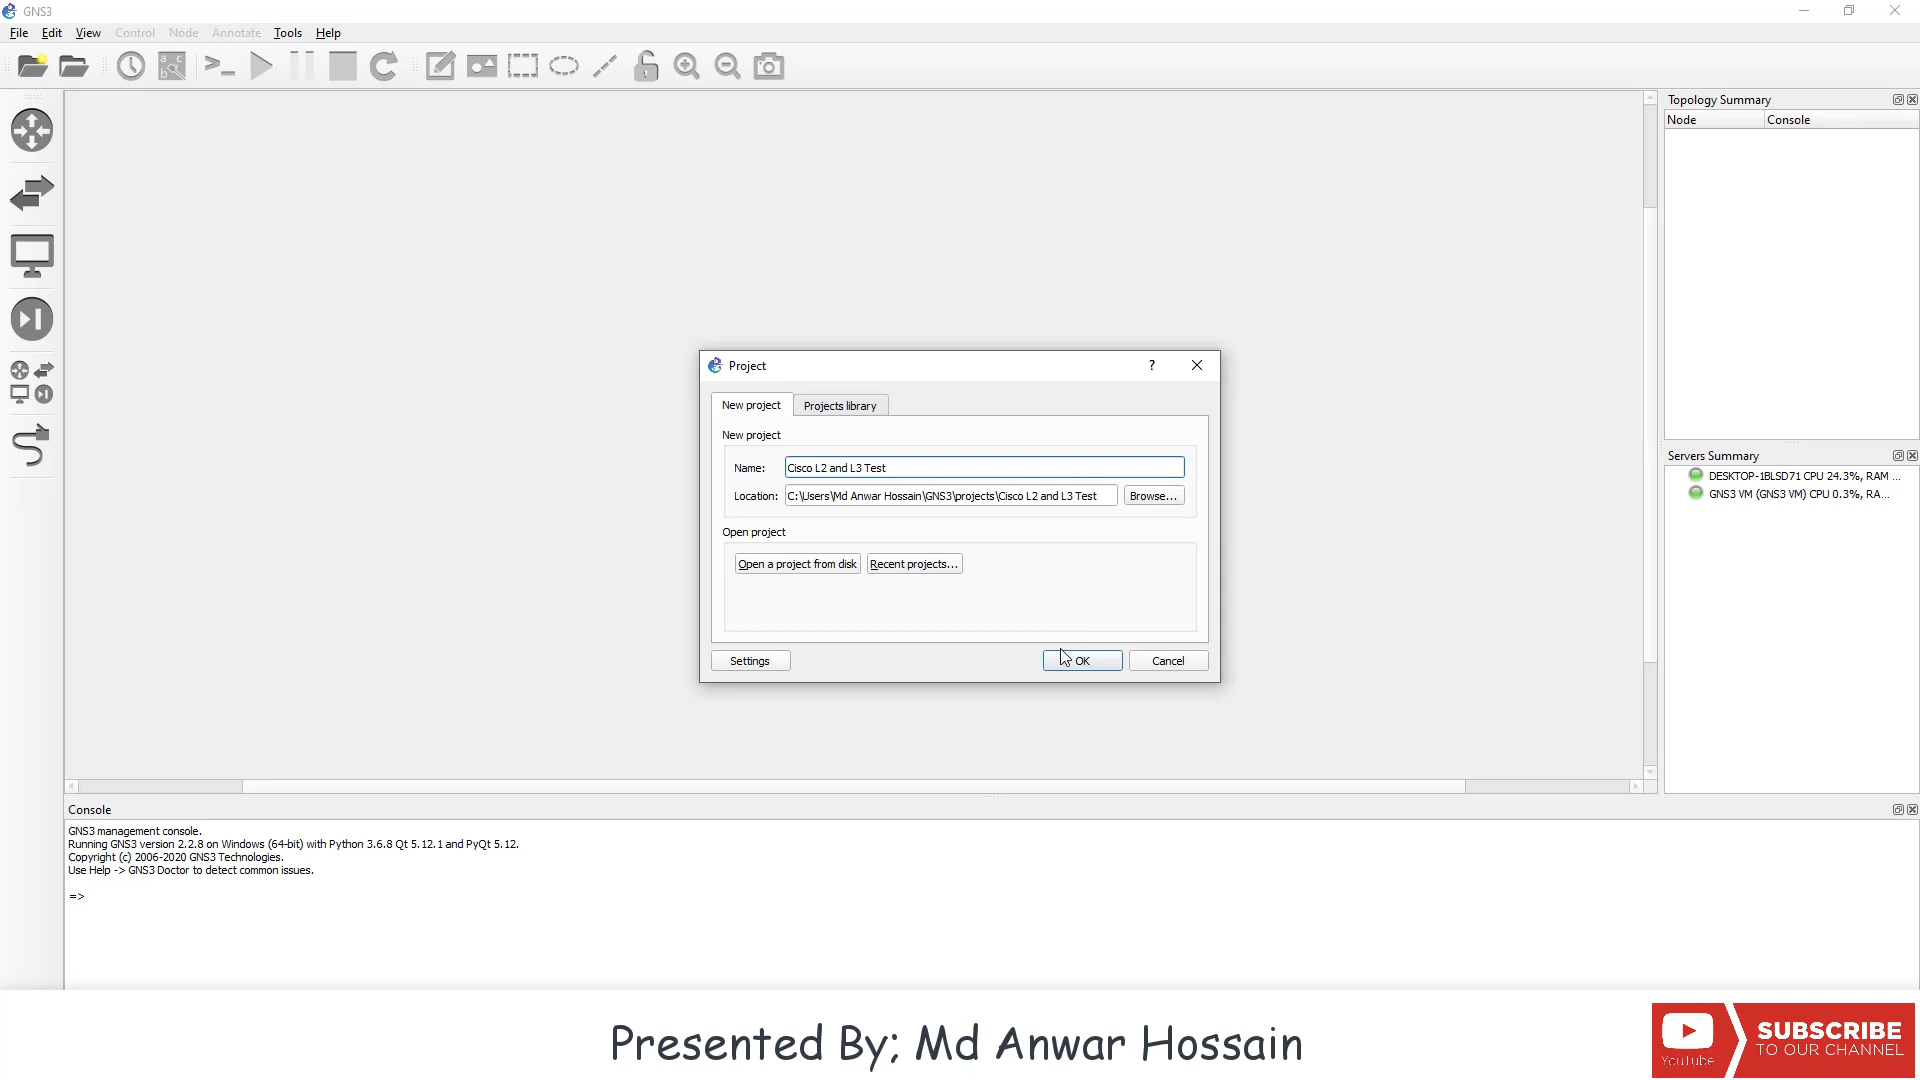 GNS3
File Edit View Control Node Annotate Tools Help
Topology Summary
Node Console
Project
New project Projects library
New project
Name: Cisco L2 and L3 Test
Location: C:\Users\Md Anwar Hossain\GNS3\projects\Cisco L2 and L3 Test Browse...
Open project
Open a project from disk Recent projects...
Settings OK Cancel
Servers Summary
DESKTOP-1BLSD71 CPU 24.3%, RAM ...
GNS3 VM (GNS3 VM) CPU 0.3%, RA...
Console
GNS3 management console.
Running GNS3 version 2.2.8 on Windows (64-bit) with Python 3.6.8 Qt 5.12.1 and PyQt 5.12.
Copyright (c) 2006-2020 GNS3 Technologies.
Use Help -> GNS3 Doctor to detect common issues.
=>
Presented By; Md Anwar Hossain
YouTube
SUBSCRIBE
TO OUR CHANNEL